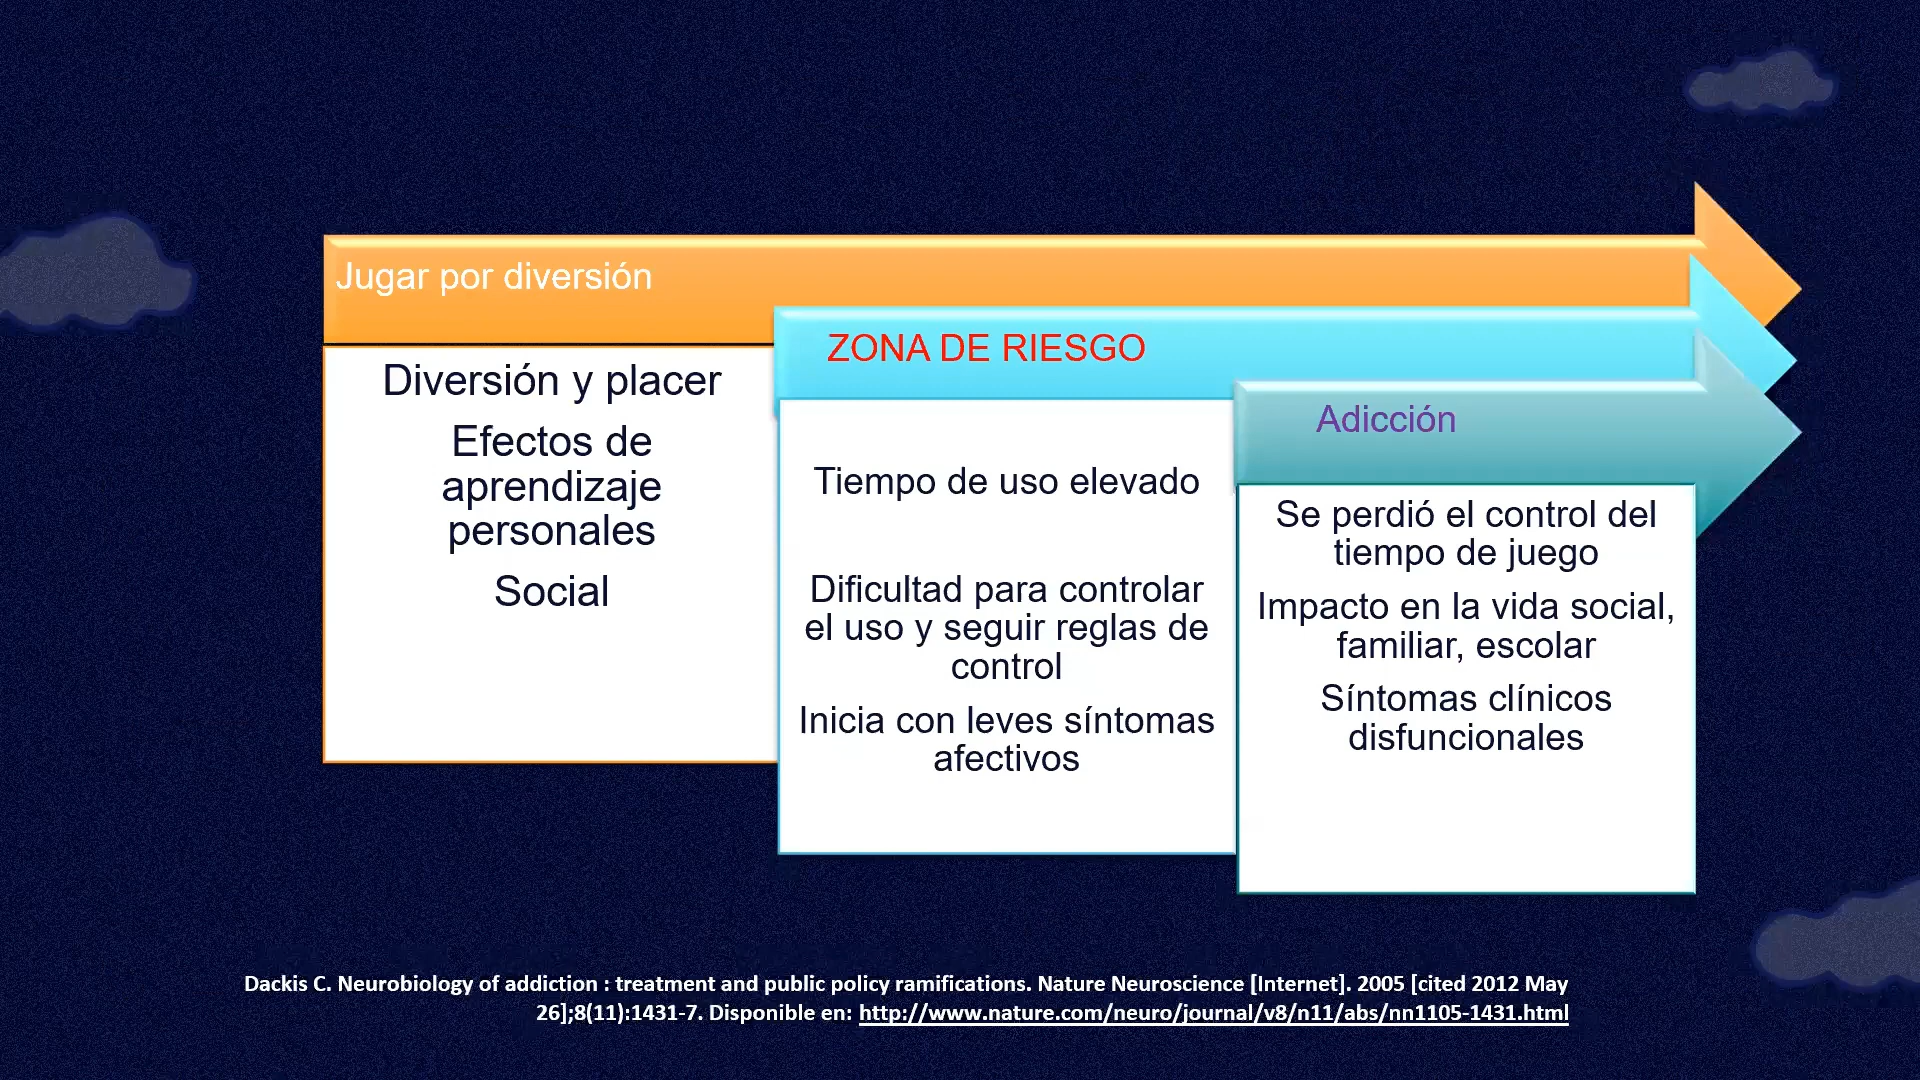 Jugar por diversión
Diversión y placer
Efectos de
aprendizaje
personales
Social
ZONA DE RIESGO
Tiempo de uso elevado
Dificultad para controlar
el uso y seguir reglas de
control
Inicia con leves síntomas
afectivos
Adicción
Se perdió el control del
tiempo de juego
Impacto en la vida social,
familiar, escolar
Síntomas clínicos
disfuncionales
Dackis C. Neurobiology of addiction : treatment and public policy ramifications. Nature Neuroscience [Internet]. 2005 [cited 2012 May
26];8(11):1431-7. Disponible en: http://www.nature.com/neuro/journal/v8/n11/abs/nn1105-1431.html